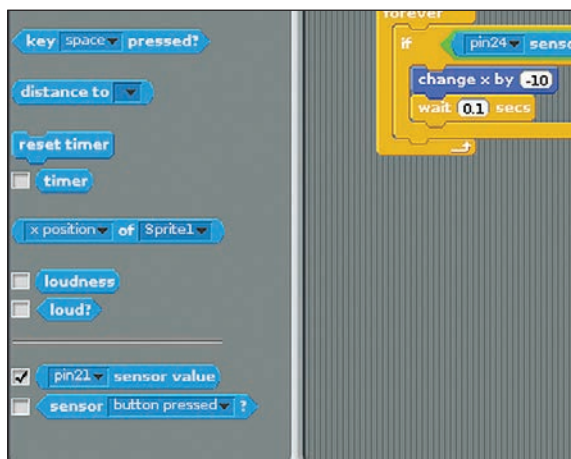 key space pressed?
distance to
reset timer
timer
x position of Sprite1
loudness
loud?
pin21 sensor value
sensor button pressed ?
forever
if pin24
change x by -10
wait 0.1 secs